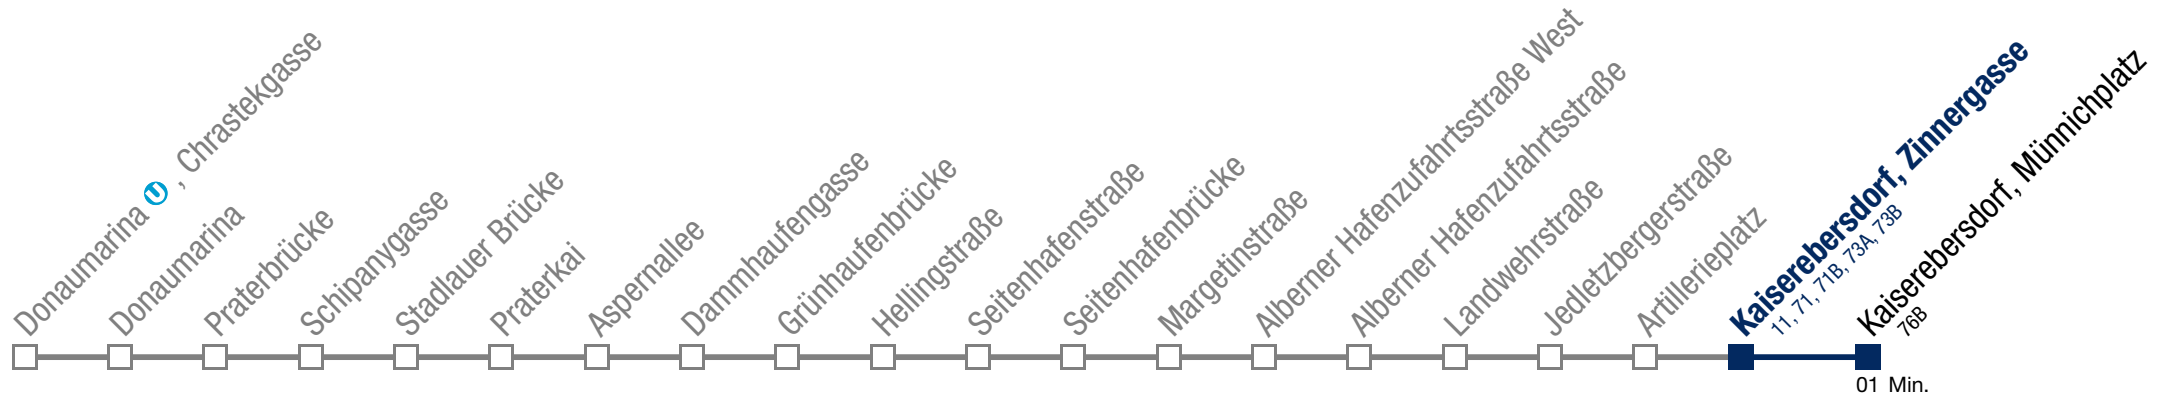 Donaumarina U, Chrastekgasse
Donaumarina
Praterbrücke
Schipanygasse
Stadlauer Brücke
Praterkai
Aspernallee
Dammhaufengasse
Grünhaufenbrücke
Hellingstraße
Seitenhafenstraße
Seitenhafenbrücke
Margetinstraße
Alberner Hafenzufahrtsstraße West
Alberner Hafenzufahrtsstraße
Landwehrstraße
Jedletzbergerstraße
Artillerieplatz
Kaiserebersdorf, Zinnergasse
11, 71, 71B, 73A, 73B
Kaiserebersdorf, Münnichplatz
76B
01 Min.